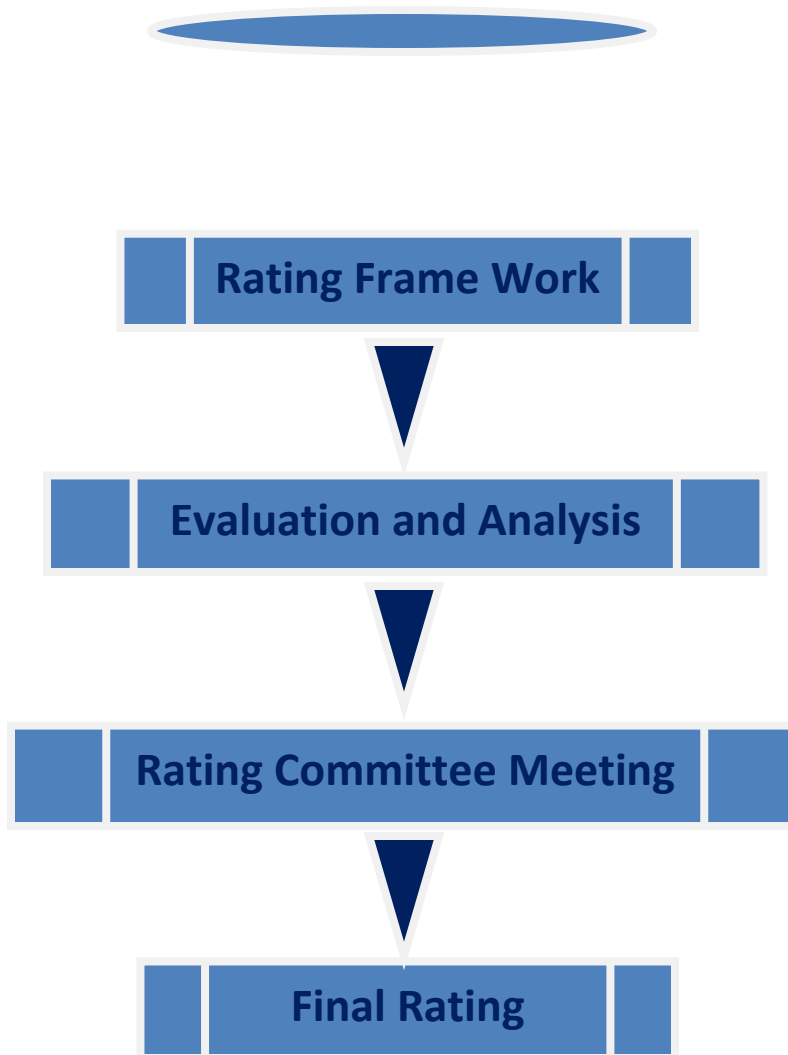 Rating Frame Work
Evaluation and Analysis
Rating Committee Meeting
Final Rating